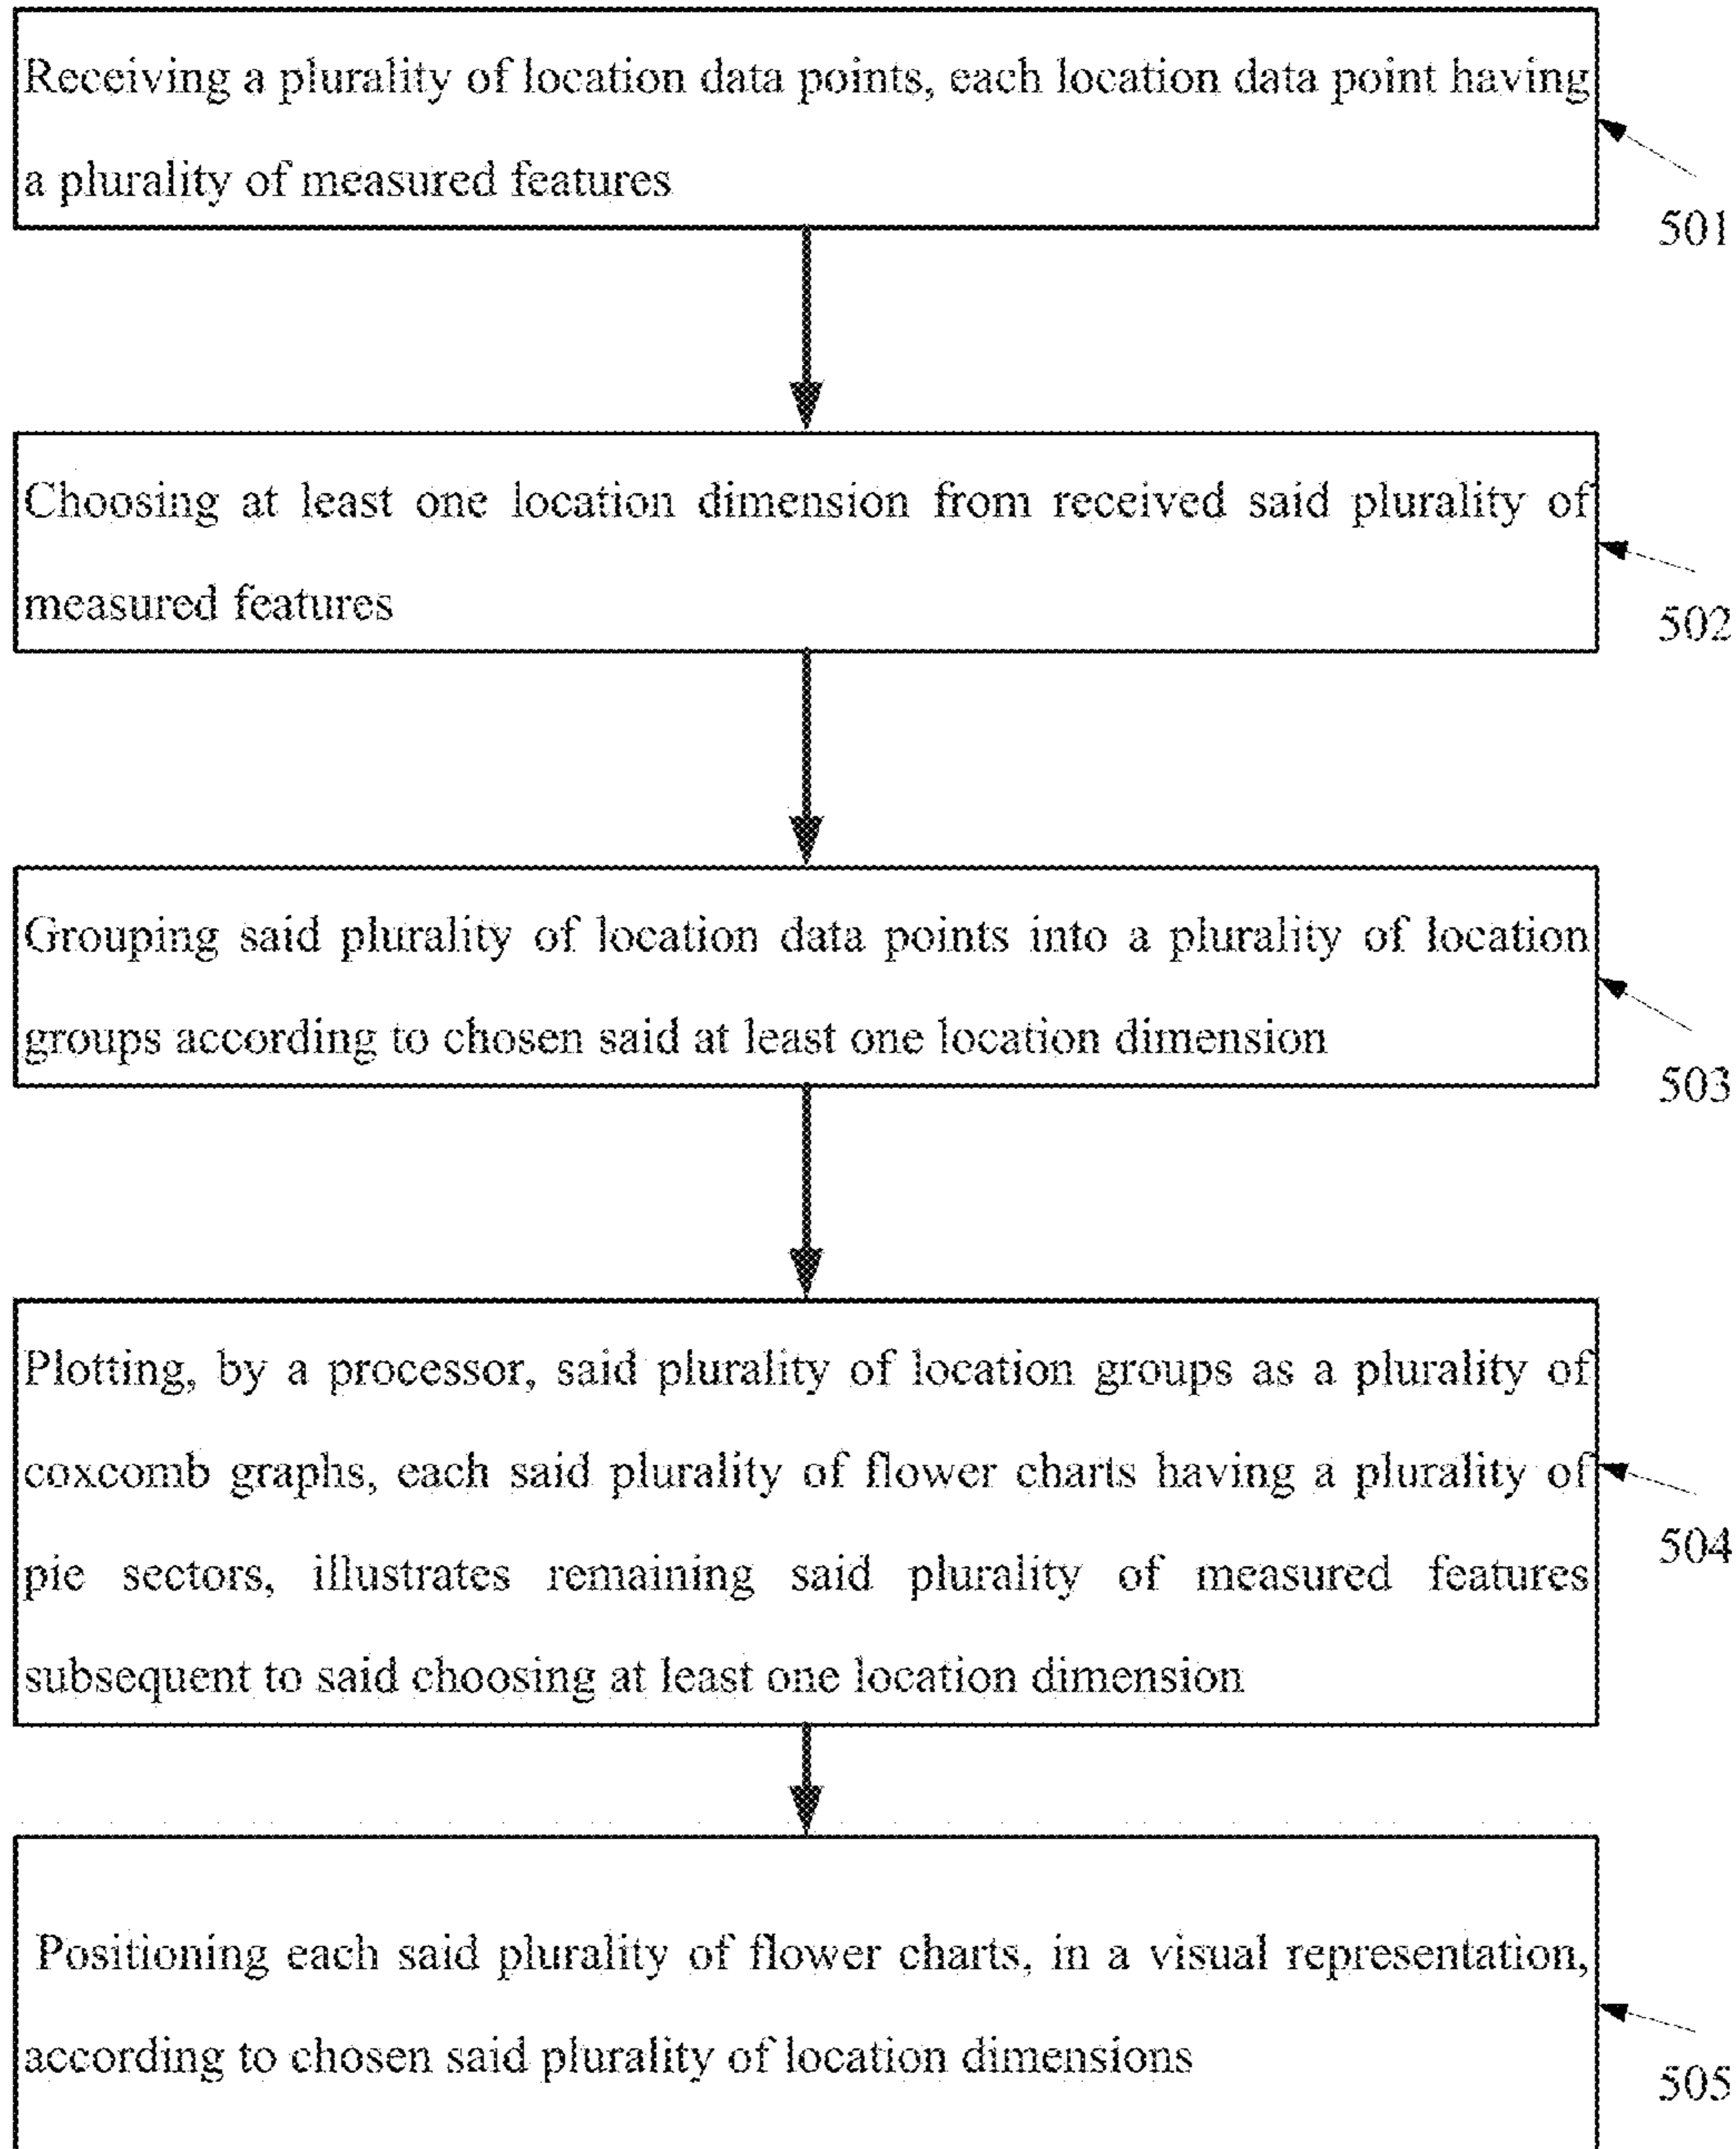 Receiving a plurality of location data points, each location data point having
a plurality of measured features
501
Choosing at least one location dimension from received said plurality of
measured features
502
Grouping said plurality of location data points into a plurality of location
groups according to chosen said at least one location dimension
503
Plotting, by a processor, said plurality of location groups as a plurality of
coxcomb graphs, each said plurality of flower charts having a plurality of
pie sectors, illustrates remaining said plurality of measured features
subsequent to said choosing at least one location dimension
504
Positioning each said plurality of flower charts, in a visual representation,
according to chosen said plurality of location dimensions
505